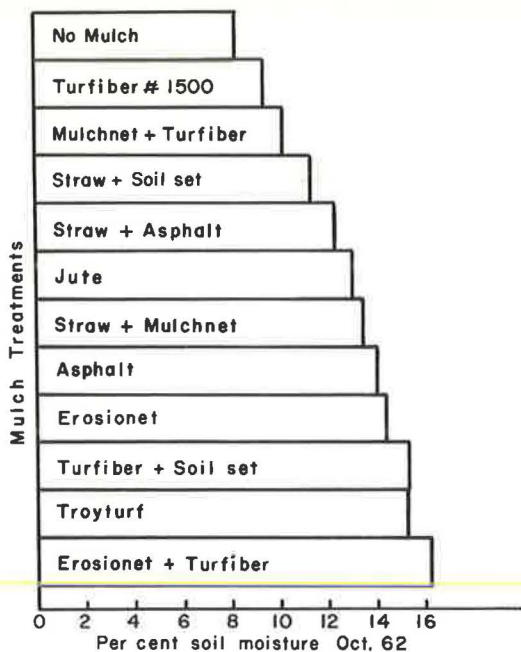 No Mulch
Turfiber # 1500
Mulchnet + Turfiber
Straw + Soil set
Straw + Asphalt
Jute
Straw + Mulchnet
Asphalt
Erosionet
Turfiber + Soil set
Troyturf
Erosionet + Turfiber
Mulch Treatments
0 2 4 6 8 10 12 14 16
Per cent soil moisture Oct. 62